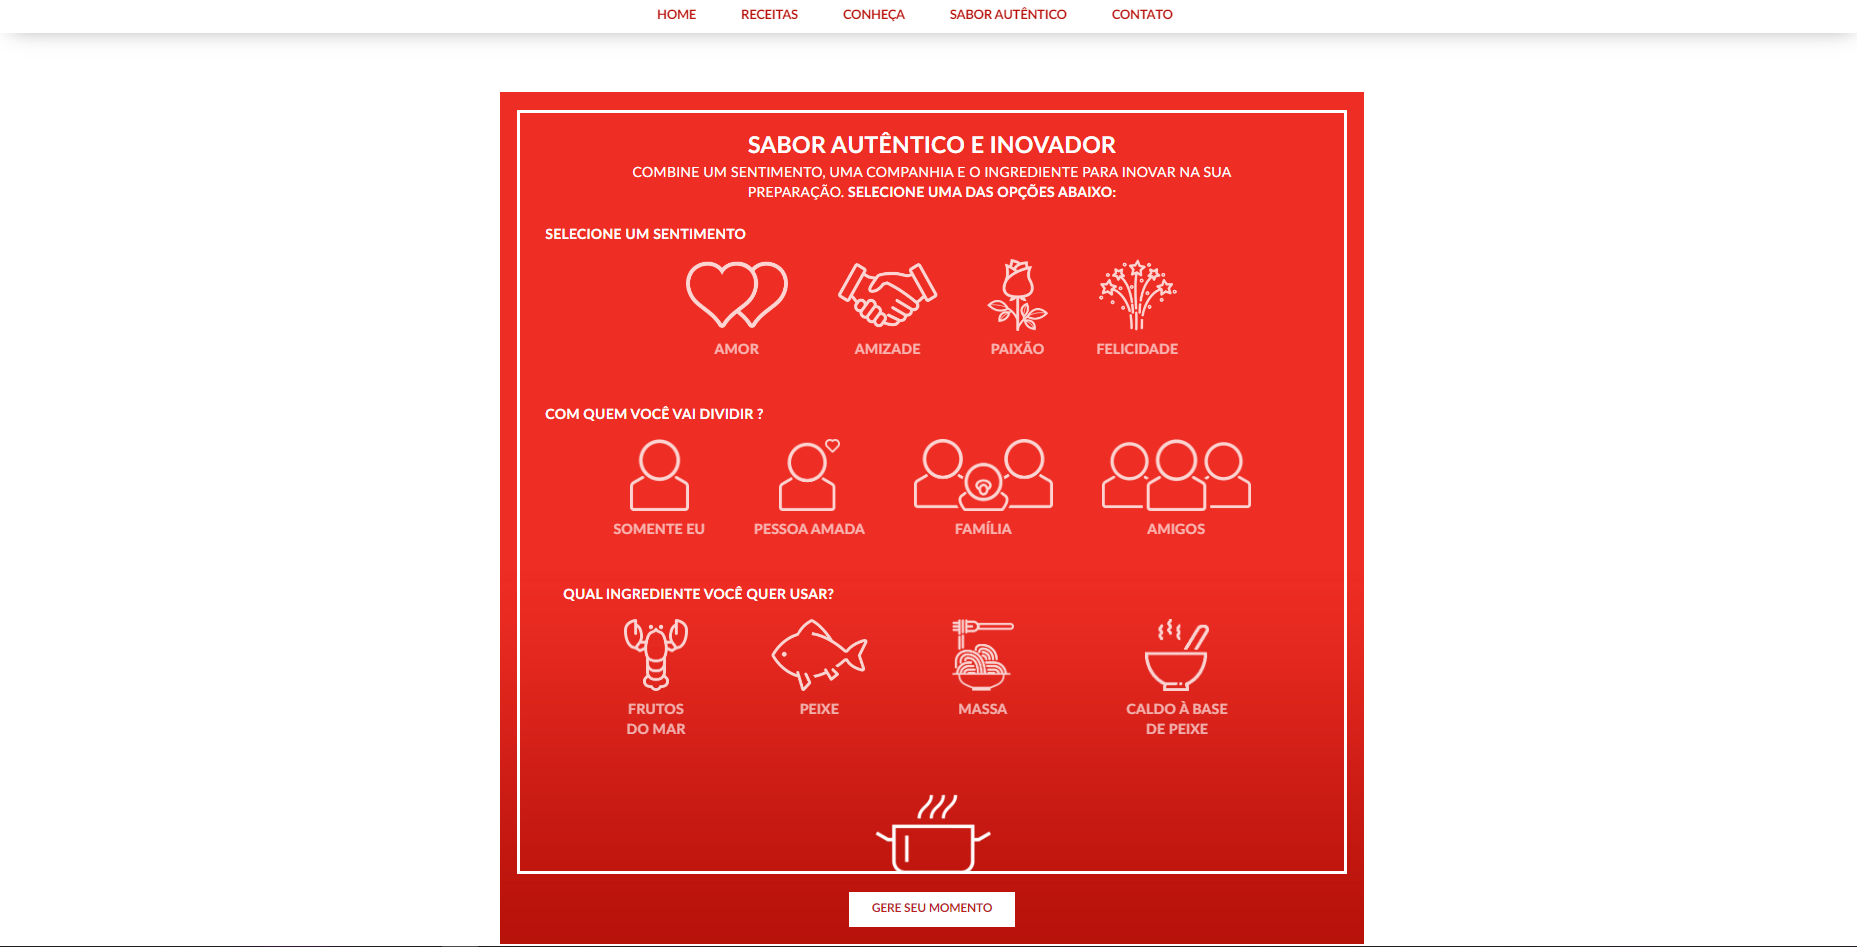 HOME RECEITAS CONHEÇA SABOR AUTÊNTICO CONTATO
SABOR AUTÊNTICO E INOVADOR
COMBINE UM SENTIMENTO, UMA COMPANHIA E O INGREDIENTE PARA INOVAR NA SUA
PREPARAÇÃO. SELECIONE UMA DAS OPÇÕES ABAIXO:
SELECIONE UM SENTIMENTO
AMOR AMIZADE PAIXÃO FELICIDADE
COM QUEM VOCÊ VAI DIVIDIR ?
SOMENTE EU PESSOA AMADA FAMÍLIA AMIGOS
QUAL INGREDIENTE VOCÊ QUER USAR?
FRUTOS PEIXE MASSA CALDO À BASE
DO MAR DE PEIXE
GERE SEU MOMENTO